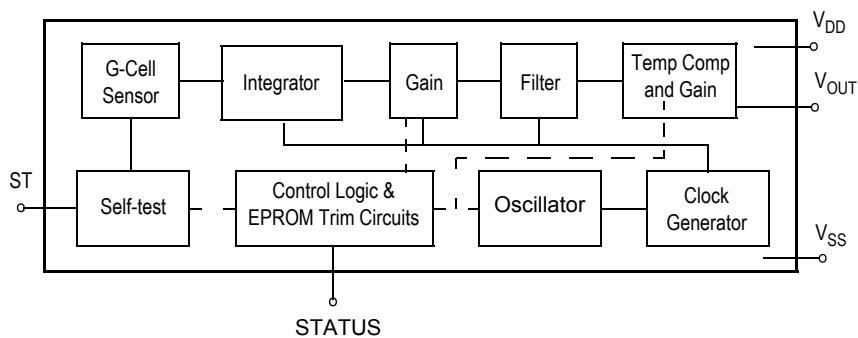 V_DD
G-Cell
Sensor
Integrator
Gain
Filter
Temp Comp
and Gain
V_OUT
ST
Self-test
Control Logic &
EPROM Trim Circuits
Oscillator
Clock
Generator
V_SS
STATUS